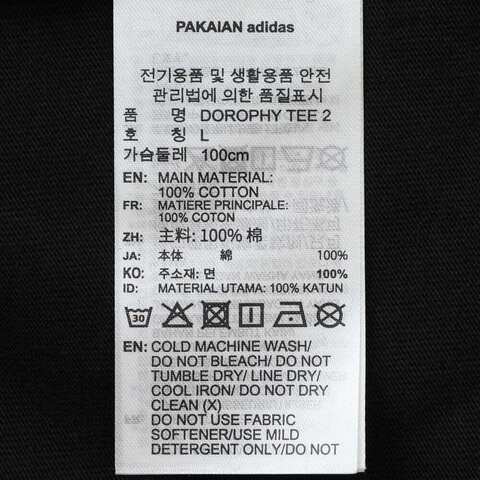 PAKAIAN adidas
전기용품 및 생활용품 안전
관리법에 의한 품질표시
품 명 DOROPHY TEE 2
호 칭 L
가슴둘레 100cm
EN: MAIN MATERIAL:
100% COTTON
FR: MATIERE PRINCIPALE:
100% COTON
ZH: 主料: 100% 棉
JA: 本体 綿 100%
KO: 주소재: 면 100%
ID: MATERIAL UTAMA: 100% KATUN
30
EN: COLD MACHINE WASH/
DO NOT BLEACH/ DO NOT
TUMBLE DRY/ LINE DRY/
COOL IRON/ DO NOT DRY
CLEAN (X)
DO NOT USE FABRIC
SOFTENER/USE MILD
DETERGENT ONLY/DO NOT